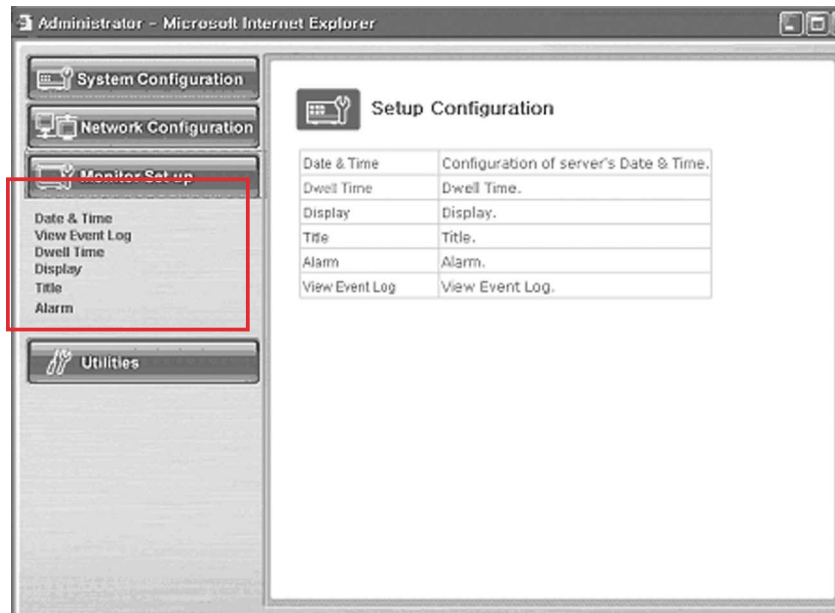 Administrator - Microsoft Internet Explorer
System Configuration
Network Configuration
Monitor Set up
Date & Time
View Event Log
Dwell Time
Display
Title
Alarm
Utilities
Setup Configuration
Date & Time Configuration of server's Date & Time.
Dwell Time Dwell Time.
Display Display.
Title Title.
Alarm Alarm.
View Event Log View Event Log.